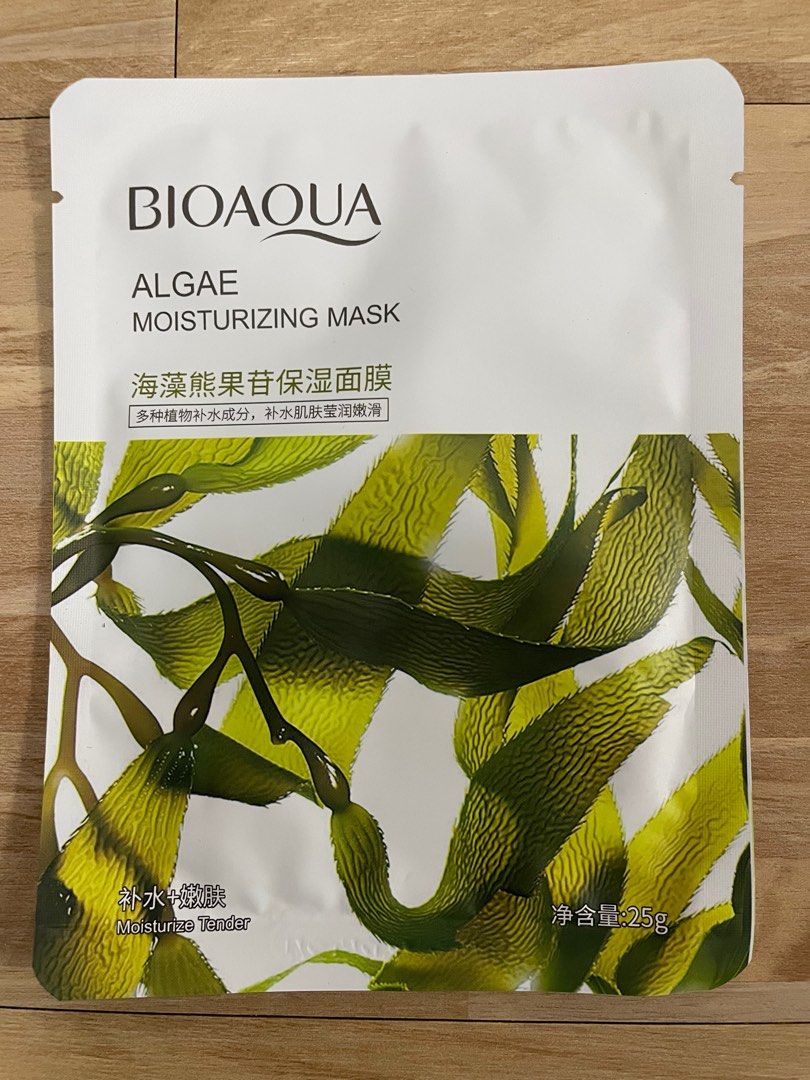 BIOAQUA
ALGAE
MOISTURIZING MASK
海藻熊果苷保湿面膜
多种植物补水成分，补水肌肤莹润嫩滑
补水+嫩肤
Moisturize Tender
净含量:25g
BIOAQUA